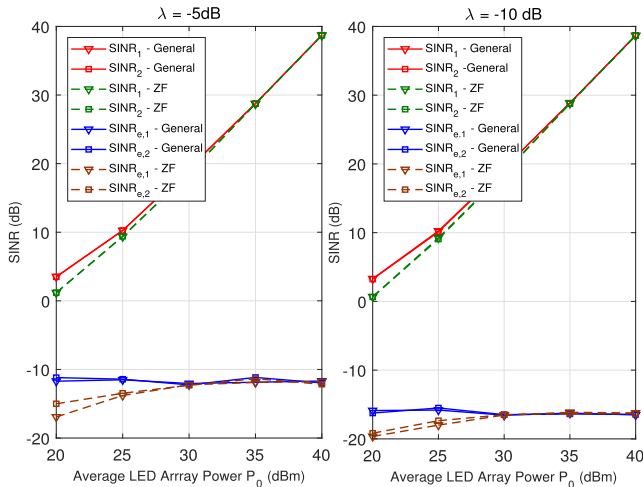 λ = -5dB
40
30
20
10
0
-10
-20
SINR (dB)
SINR1 - General
SINR2 - General
SINR1 - ZF
SINR2 - ZF
SINRe,1 - General
SINRe,2 - General
SINRe,1 - ZF
SINRe,2 - ZF
20 25 30 35 40
Average LED Arrray Power P0 (dBm)
λ = -10 dB
40
30
20
10
0
-10
-20
SINR (dB)
SINR1 - General
SINR2 -General
SINR1 - ZF
SINR2 - ZF
SINRe,1 - General
SINRe,2 - General
SINRe,1 - ZF
SINRe,2 - ZF
20 25 30 35 40
Average LED Array Power P0 (dBm)